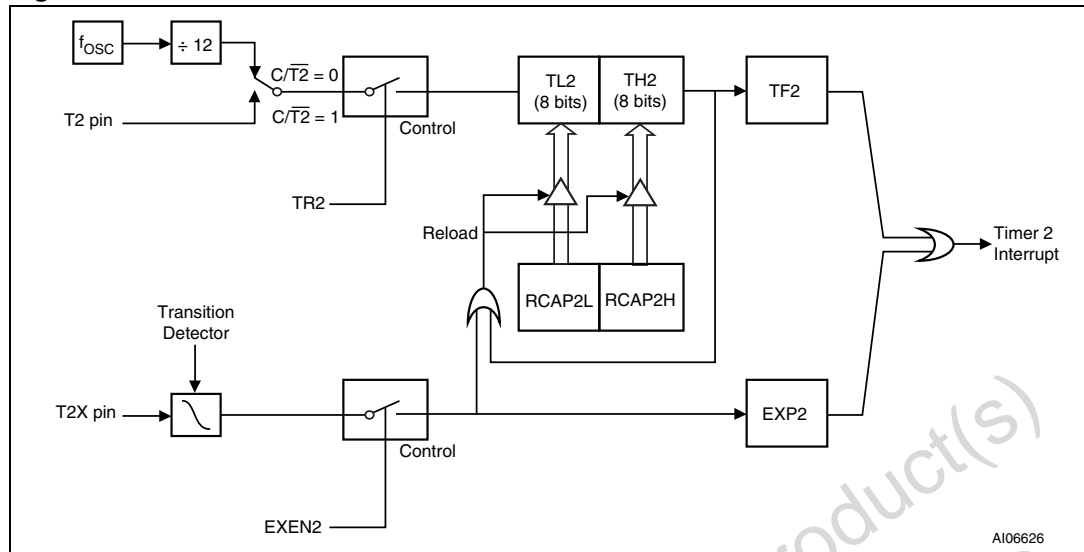 fOSC
÷ 12
C/T2 = 0
T2 pin
C/T2 = 1
Control
TR2
TL2
(8 bits)
TH2
(8 bits)
TF2
Reload
RCAP2L
RCAP2H
Timer 2
Interrupt
Transition
Detector
T2X pin
Control
EXEN2
EXP2
AI06626